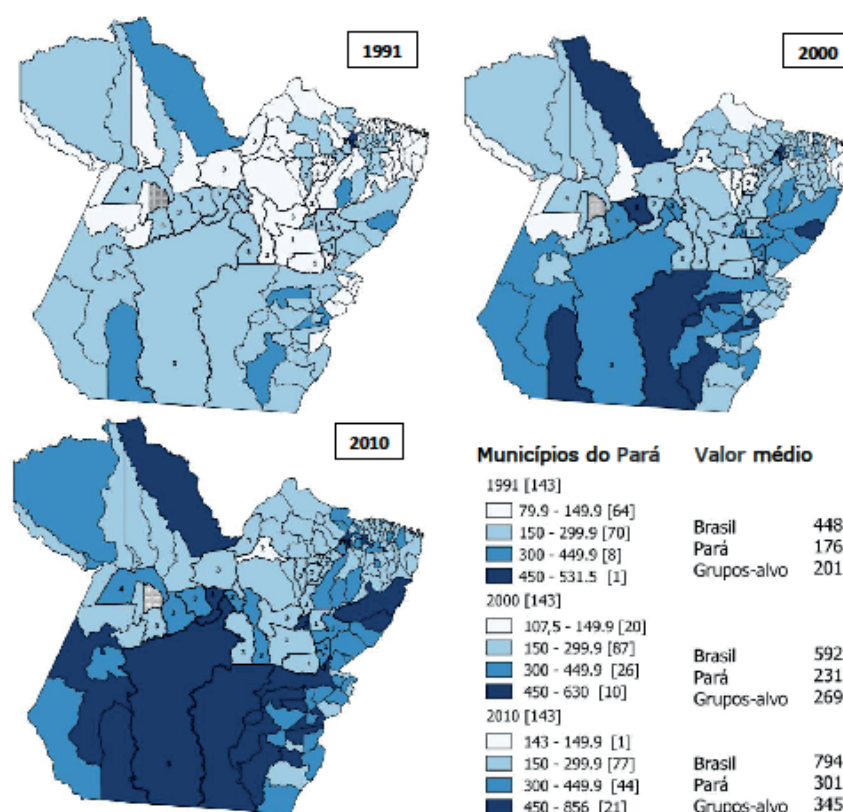 1991
2000
2010
Municípios do Pará Valor médio
1991 [143]
79.9 - 149.9 [64]
150 - 299.9 [70]
300 - 449.9 [8]
450 - 531.5 [1]
Brasil 448
Pará 176
Grupos-alvo 201
2000 [143]
107,5 - 149.9 [20]
150 - 299.9 [87]
300 - 449.9 [26]
450 - 630 [10]
Brasil 592
Pará 231
Grupos-alvo 269
2010 [143]
143 - 149.9 [1]
150 - 299.9 [77]
300 - 449.9 [44]
450 - 856 [21]
Brasil 794
Pará 301
Grupos-alvo 345